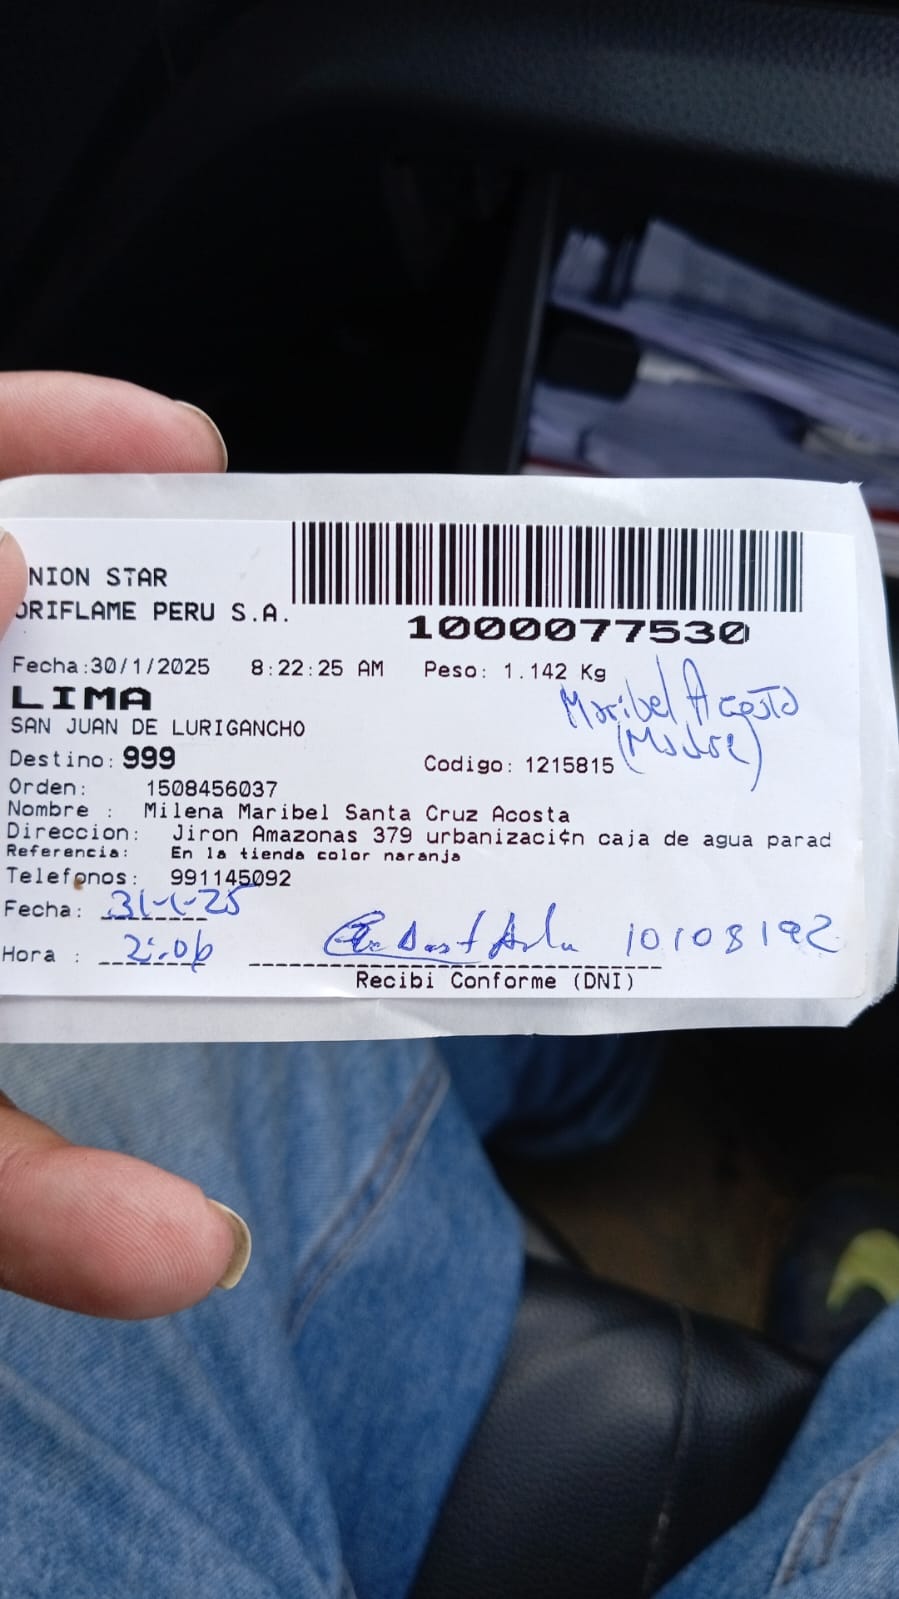 NION STAR
ORIFLAME PERU S.A.
1000077530
Fecha:30/1/2025 8:22:25 AM Peso: 1.142 Kg
LIMA
Maribel Acosta
SAN JUAN DE LURIGANCHO
(Madre)
Destino: 999 Codigo: 1215815
Orden: 1508456037
Nombre : Milena Maribel Santa Cruz Acosta
Direccion: Jiron Amazonas 379 urbanizaci¢n caja de agua parad
Referencia: En la tienda color naranja
Telefonos: 991145092
Fecha: 31-1-25
Hora : 2:06 10108192
Recibi Conforme (DNI)